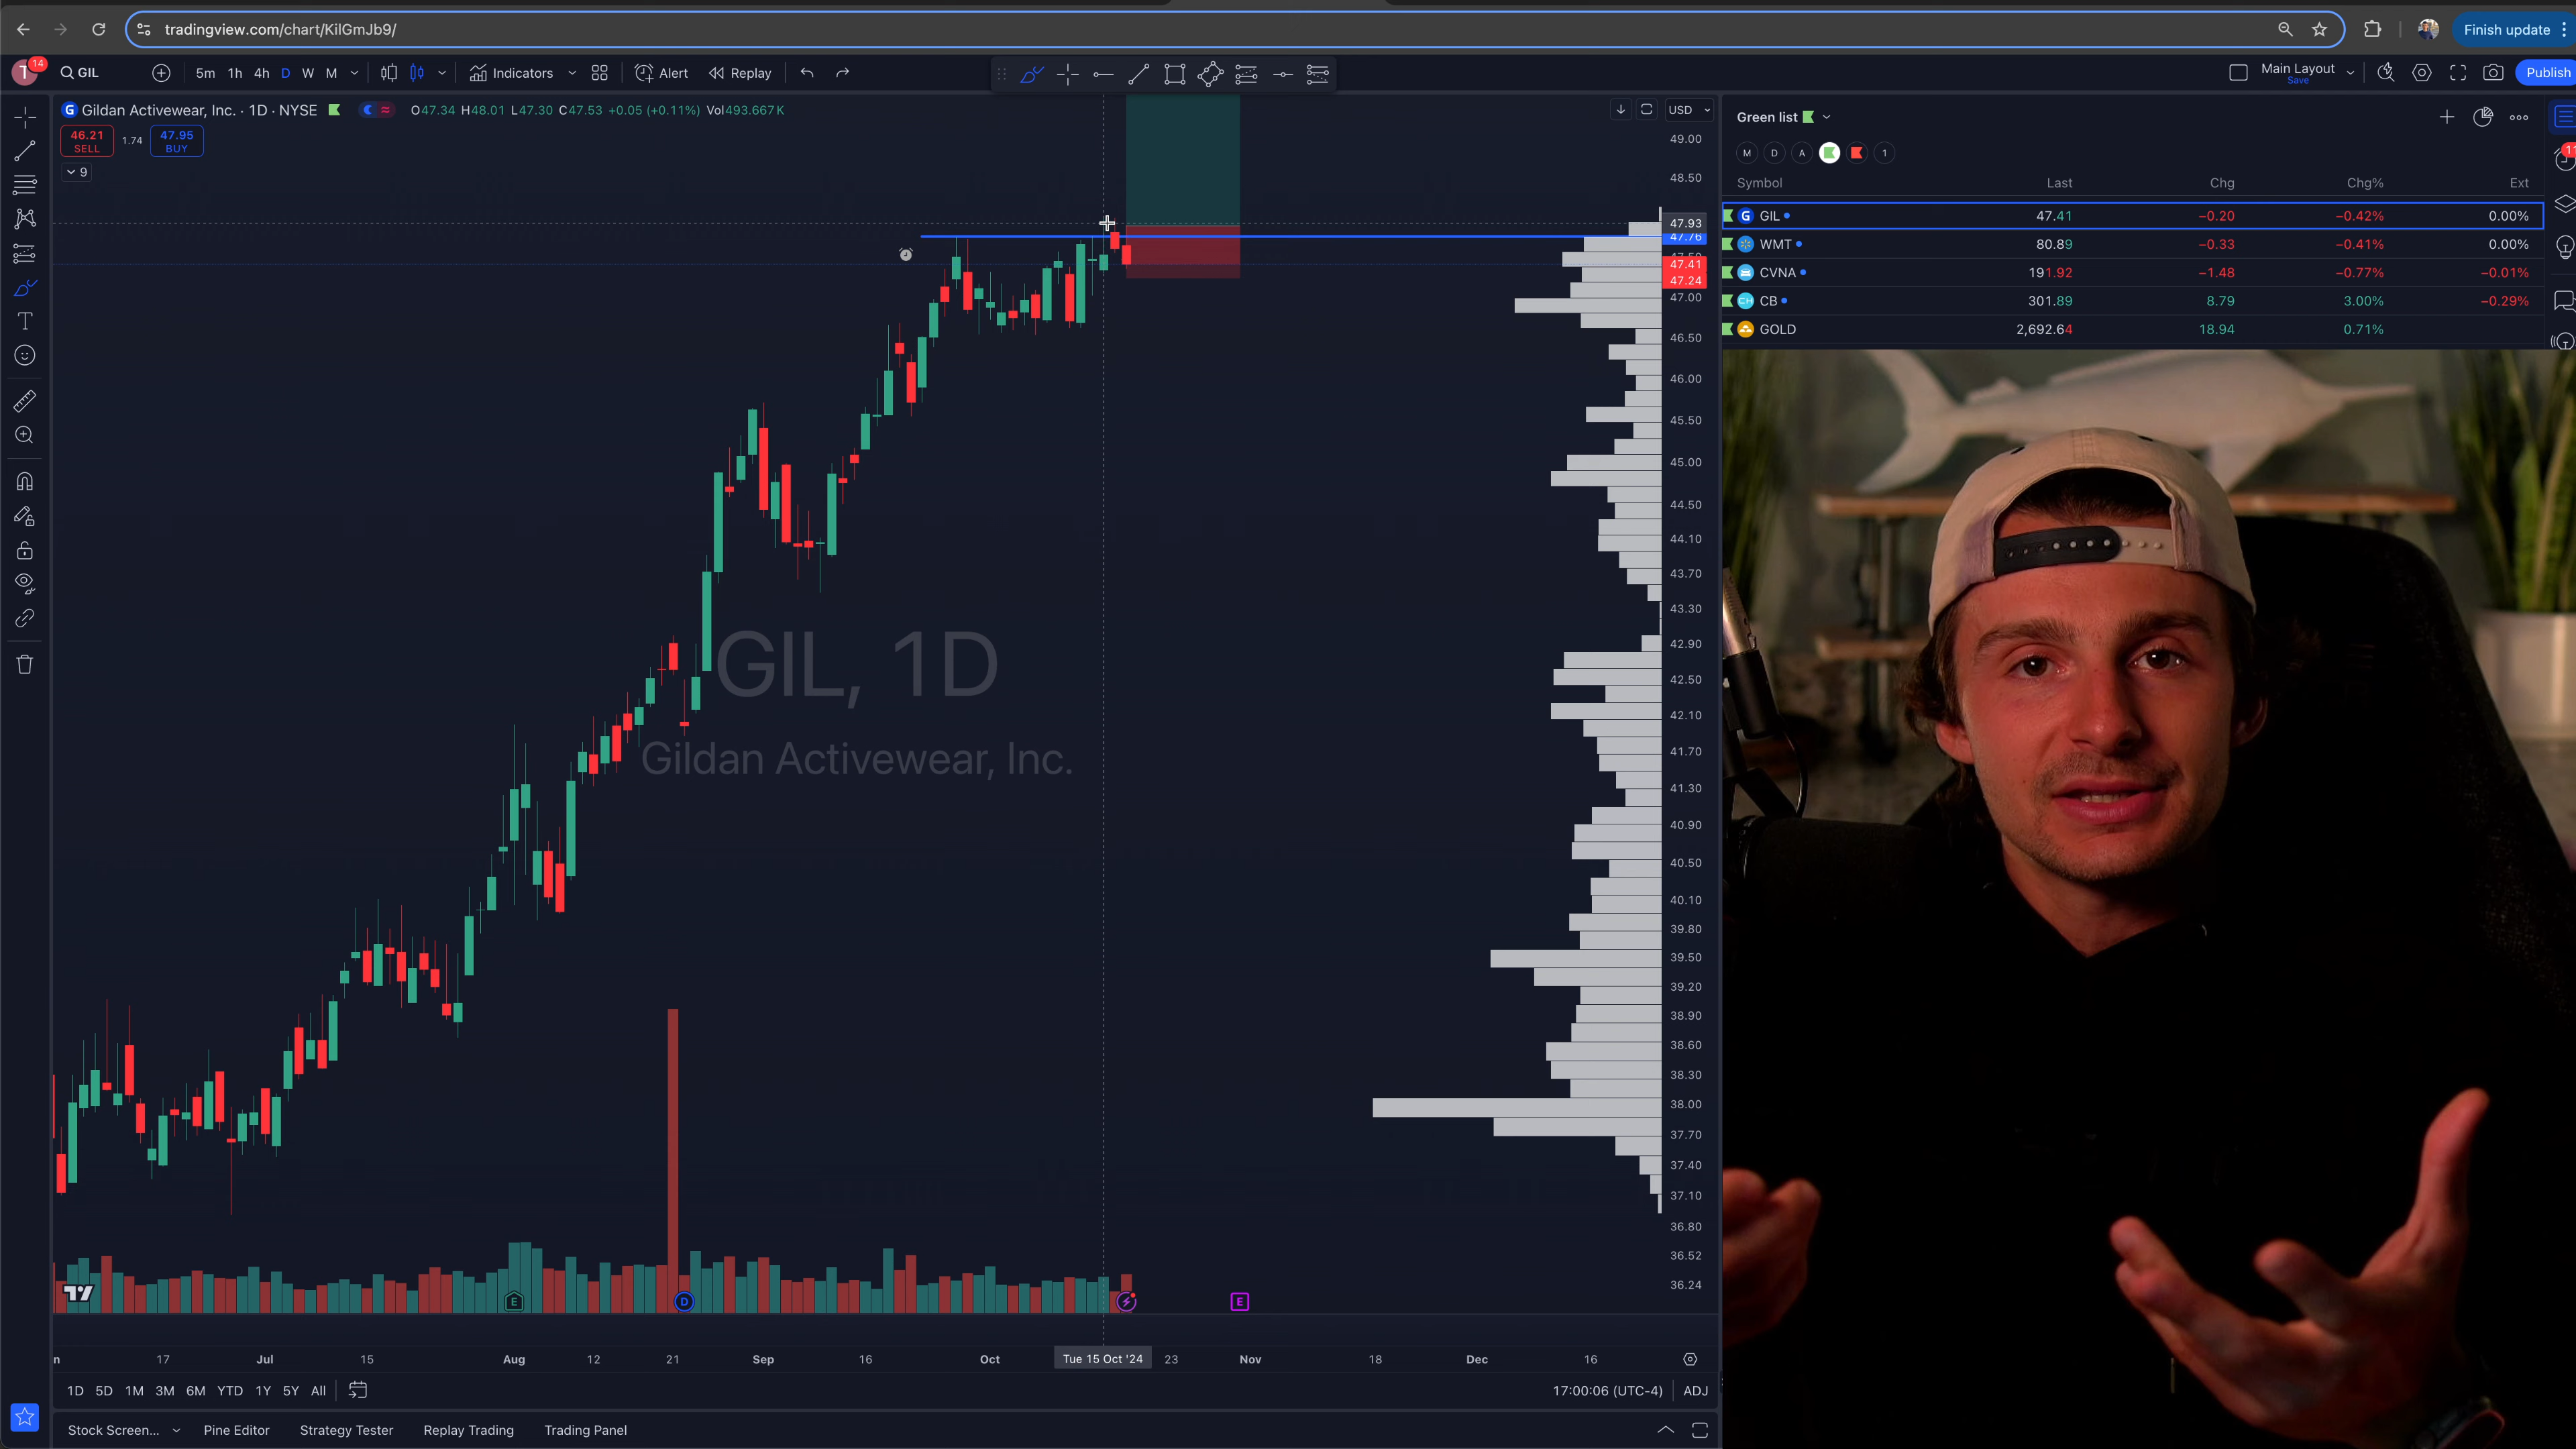 tradingview.com/chart/KilGmJb9/
Finish update
T 14 GIL 5m 1h 4h D W M Indicators Alert Replay
Main Layout
Save
Publish
G Gildan Activewear, Inc. · 1D · NYSE O47.34 H48.01 L47.30 C47.53 +0.05 (+0.11%) Vol493.667K
46.21 SELL 1.74 47.95 BUY
9
USD
49.00
48.50
47.93
47.76
47.41
47.24
47.00
46.50
46.00
45.50
45.00
44.50
44.10
43.70
43.30
42.90
42.50
42.10
41.70
41.30
40.90
40.50
40.10
39.80
39.50
39.20
38.90
38.60
38.30
38.00
37.70
37.40
37.10
36.80
36.52
36.24
GIL, 1D
Gildan Activewear, Inc.
E D E
17 Jul 15 Aug 12 21 Sep 16 Oct Tue 15 Oct '24 23 Nov 18 Dec 16
1D 5D 1M 3M 6M YTD 1Y 5Y All
17:00:06 (UTC-4) ADJ
Stock Screen... Pine Editor Strategy Tester Replay Trading Trading Panel
Green list
M D A 1
Symbol Last Chg Chg% Ext
G GIL 47.41 −0.20 −0.42% 0.00%
WMT 80.89 −0.33 −0.41% 0.00%
CVNA 191.92 −1.48 −0.77% −0.01%
CH CB 301.89 8.79 3.00% −0.29%
GOLD 2,692.64 18.94 0.71%